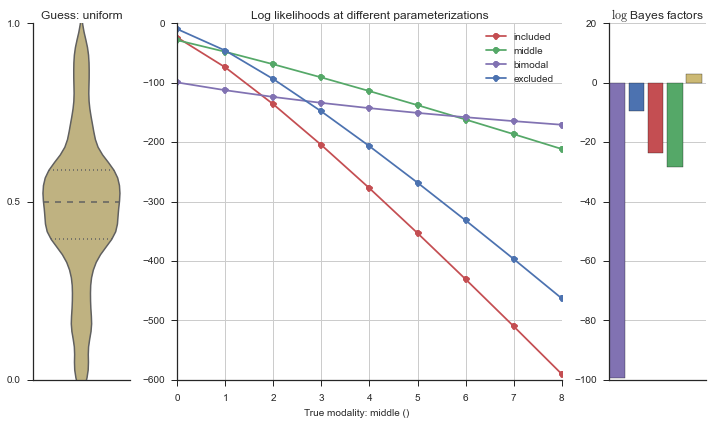 Guess: uniform
1.0
0.5
0.0
Log likelihoods at different parameterizations
0
−100
−200
−300
−400
−500
−600
included
middle
bimodal
excluded
0 1 2 3 4 5 6 7 8
True modality: middle ()
log Bayes factors
20
0
−20
−40
−60
−80
−100